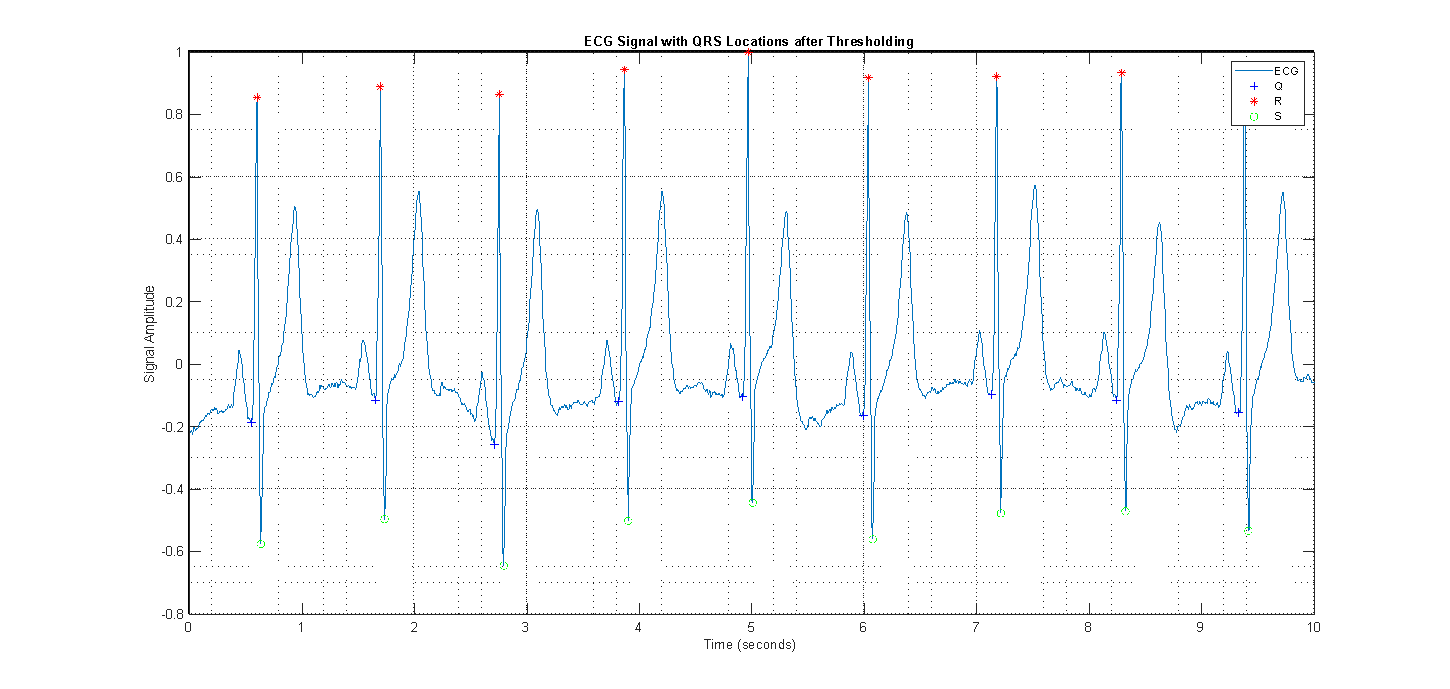 ECG Signal with QRS Locations after Thresholding
1
0.8
0.6
0.4
0.2
0
-0.2
-0.4
-0.6
-0.8
Signal Amplitude
ECG
Q
R
S
0 1 2 3 4 5 6 7 8 9 10
Time (seconds)